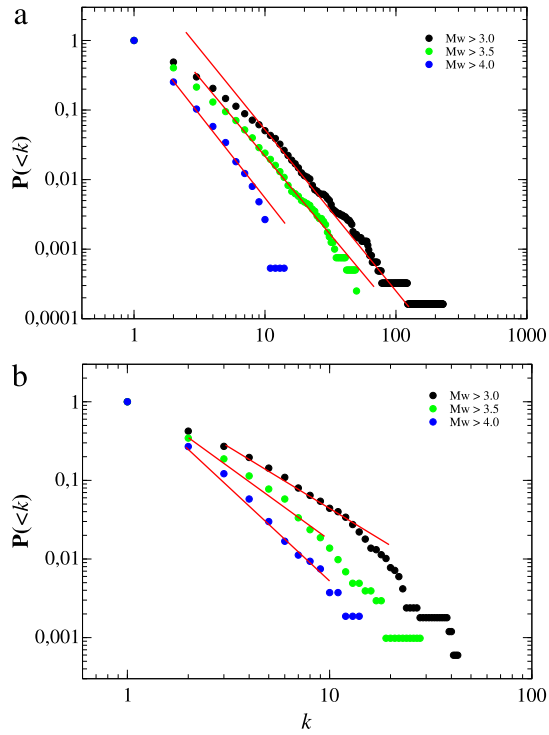 a
Mw > 3.0
Mw > 3.5
Mw > 4.0
1
0.1
0,01
0,001
0,0001
P(<k)
1 10 100 1000
b
Mw > 3.0
Mw > 3.5
Mw > 4.0
1
0.1
0,01
0,001
P(<k)
1 10 100
k